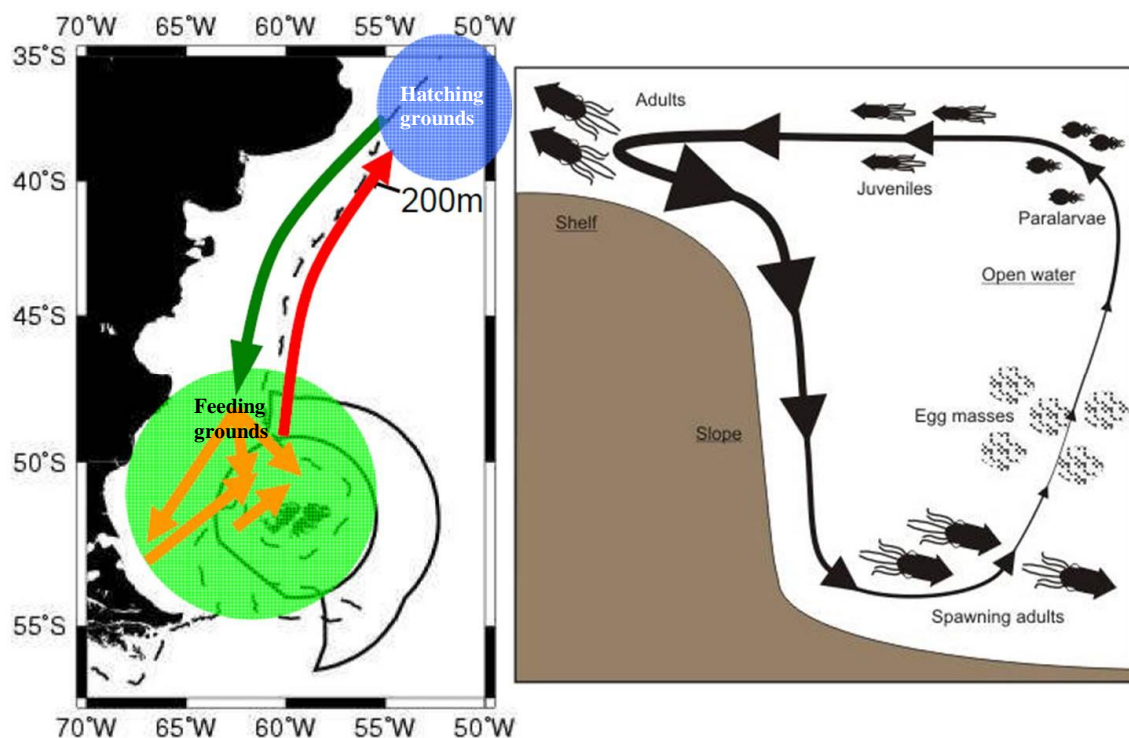 70˚W 65˚W 60˚W 55˚W 50˚W
35˚S
Hatching
grounds
40˚S
200m
45˚S
Feeding
grounds
50˚S
55˚S
70˚W 65˚W 60˚W 55˚W 50˚W
Adults
Juveniles
Paralarvae
Shelf
Open water
Egg masses
Slope
Spawning adults